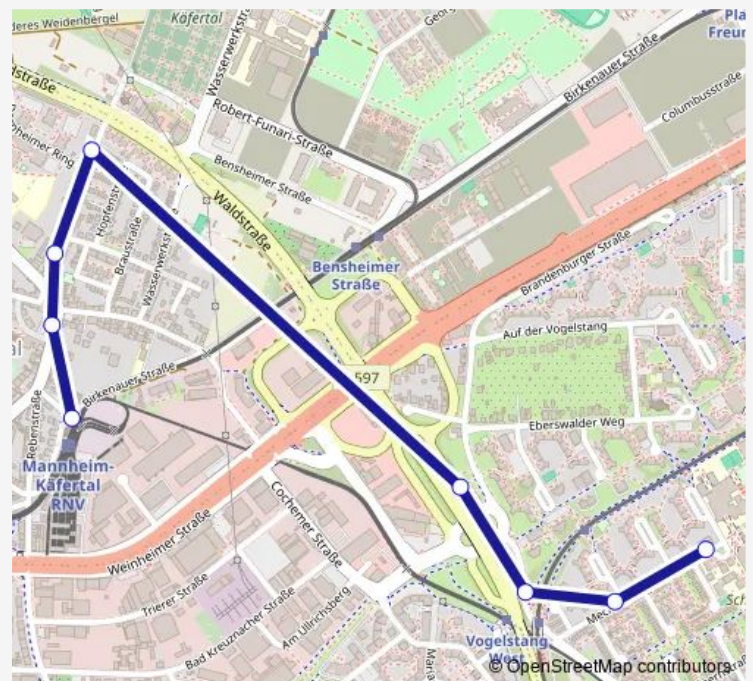 Käfertal
Robert-Funari-Straße
Bensheimer Straße
Waldstraße
Birkenauer Straße
Columbusstraße
Hopfenstr
Braustraße
Bensheimer
Straße
Brandenburger Straße
Auf der Vogelstang
597
Birkenauer Straße
Rebenstraße
Eberswalder Weg
Mannheim-
Käfertal
RNV
Cochemer Straße
Weinheimer Straße
Trierer Straße
Bad Kreuznacher Straße
Am Ullrichsberg
Vogelstang
West
© OpenStreetMap contributors